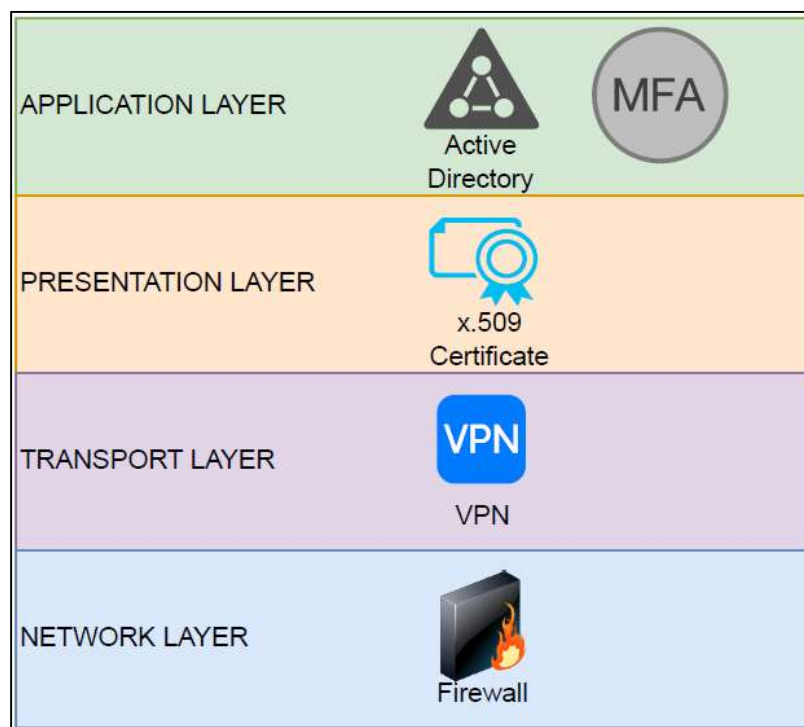 APPLICATION LAYER
MFA
Active
Directory
PRESENTATION LAYER
x.509
Certificate
TRANSPORT LAYER
VPN
VPN
NETWORK LAYER
Firewall